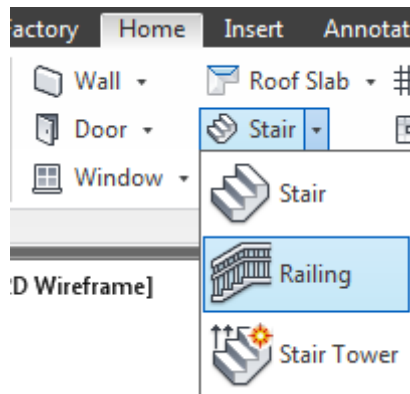 actory Home Insert Annotat
Wall Roof Slab
Door Stair
Window
Stair
D Wireframe] Railing
Stair Tower